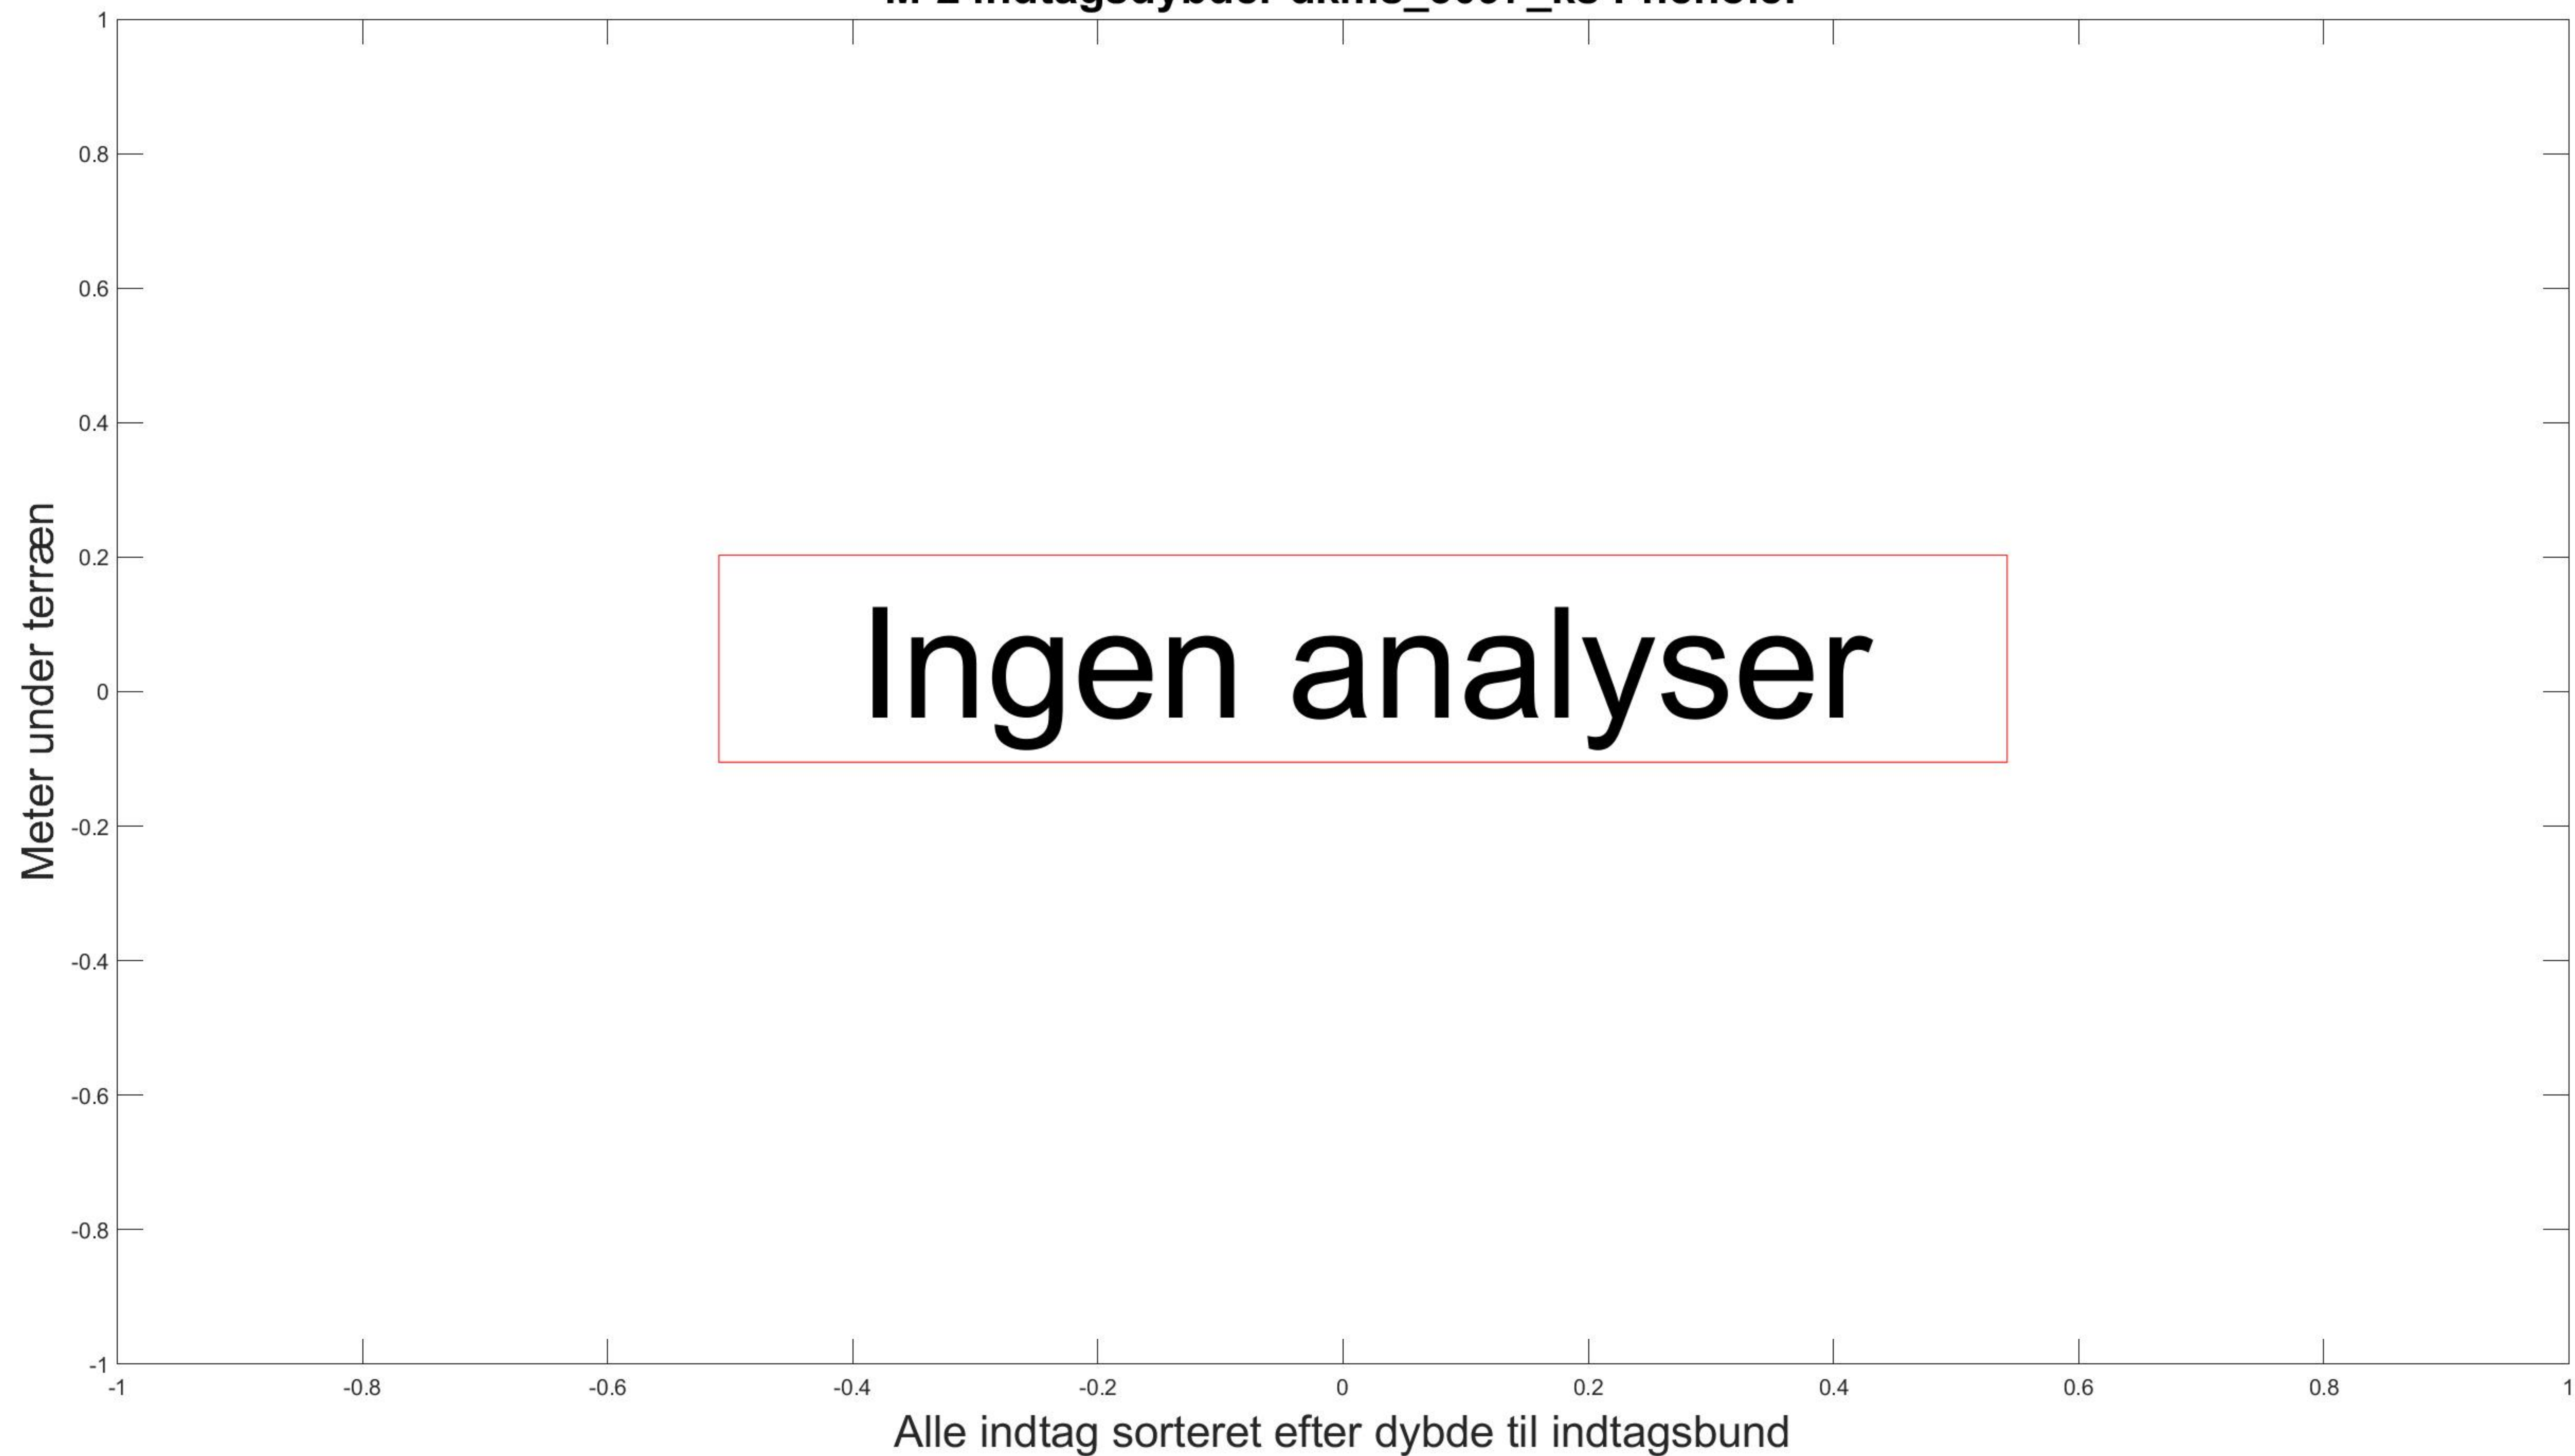 1
0.8
0.6
0.4
0.2
0
-0.2
-0.4
-0.6
-0.8
-1
Meter under terræn
Ingen analyser
-1 -0.8 -0.6 -0.4 -0.2 0 0.2 0.4 0.6 0.8 1
Alle indtag sorteret efter dybde til indtagsbund